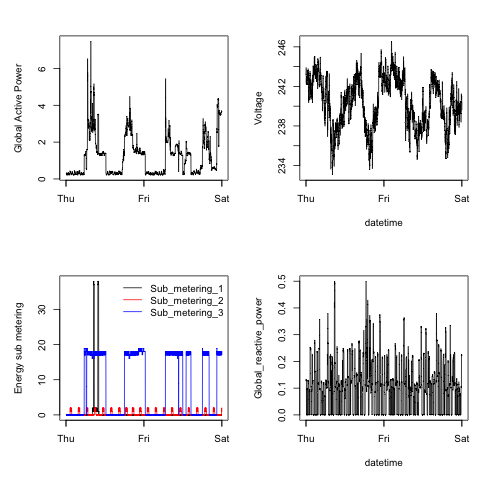 Global Active Power
6
4
2
0
Thu Fri Sat
Voltage
246
242
238
234
Thu Fri Sat
datetime
Energy sub metering
30
20
10
0
Sub_metering_1
Sub_metering_2
Sub_metering_3
Thu Fri Sat
Global_reactive_power
0.5
0.4
0.3
0.2
0.1
0.0
Thu Fri Sat
datetime